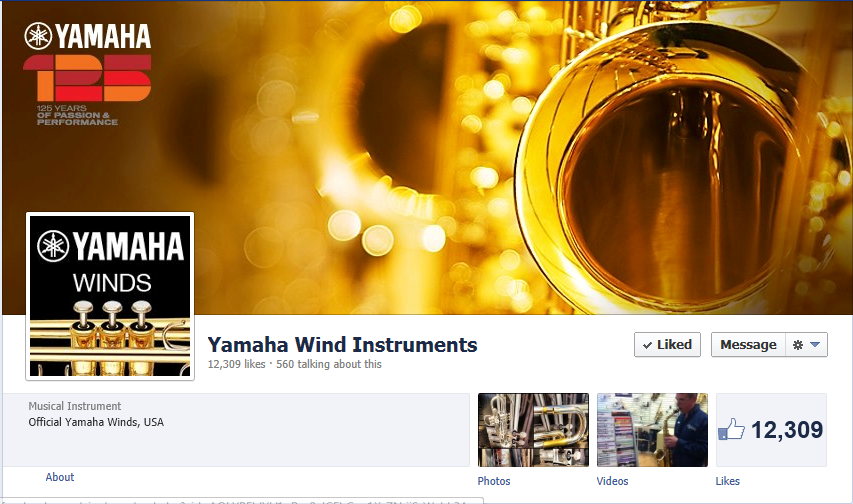 YAMAHA
125
125 YEARS
OF PASSION &
PERFORMANCE
YAMAHA
WINDS
Yamaha Wind Instruments
12,309 likes · 560 talking about this
Liked
Message
Musical Instrument
Official Yamaha Winds, USA
12,309
About
Photos
Videos
Likes